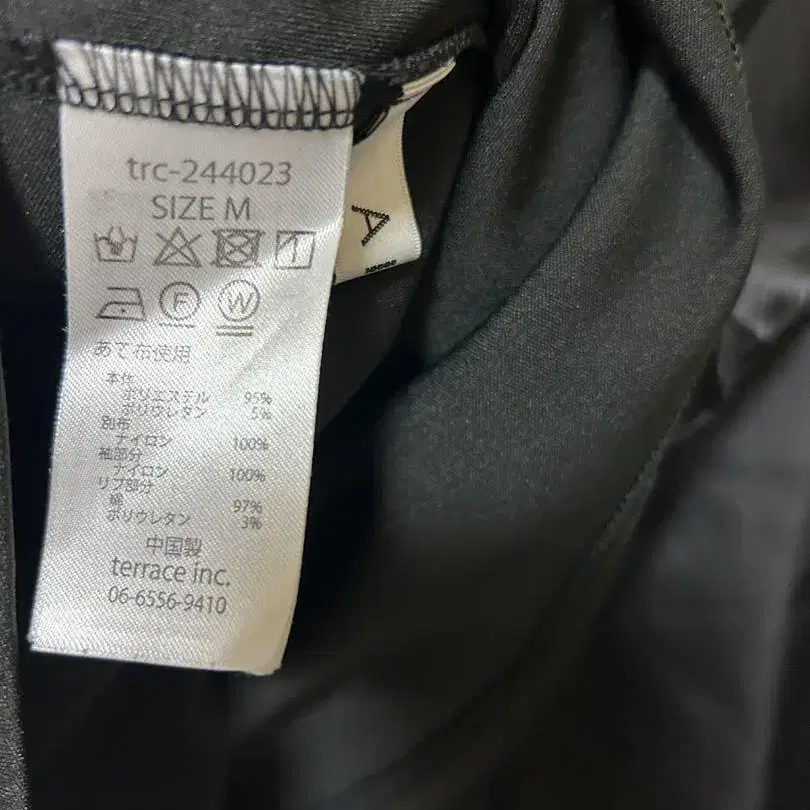 trc-244023
SIZE M
F W
あて布使用
本体
ポリエステル 95%
ポリウレタン 5%
別布
ナイロン 100%
袖部分
ナイロン 100%
リブ部分
綿 97%
ポリウレタン 3%
中国製
terrace inc.
06-6556-9410
A